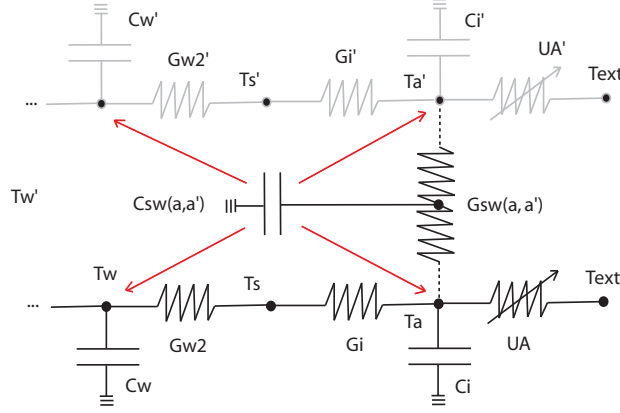 Cw'
Ci'
Gw2'
Ts'
Gi'
Ta'
UA'
Text
...
Tw'
Csw(a,a')
Gsw(a,a')
Tw
Ts
Text
...
Gw2
Gi
Ta
UA
Cw
Ci